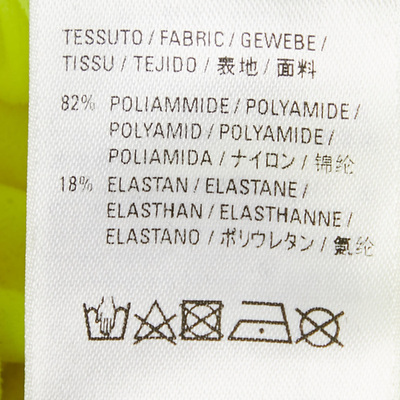 TESSUTO / FABRIC / GEWEBE /
TISSU / TEJIDO / 表地 / 面料
82% POLIAMMIDE / POLYAMIDE /
POLYAMID / POLYAMIDE /
POLIAMIDA / ナイロン / 锦纶
18% ELASTAN / ELASTANE /
ELASTHAN / ELASTHANNE /
ELASTANO / ポリウレタン / 氨纶